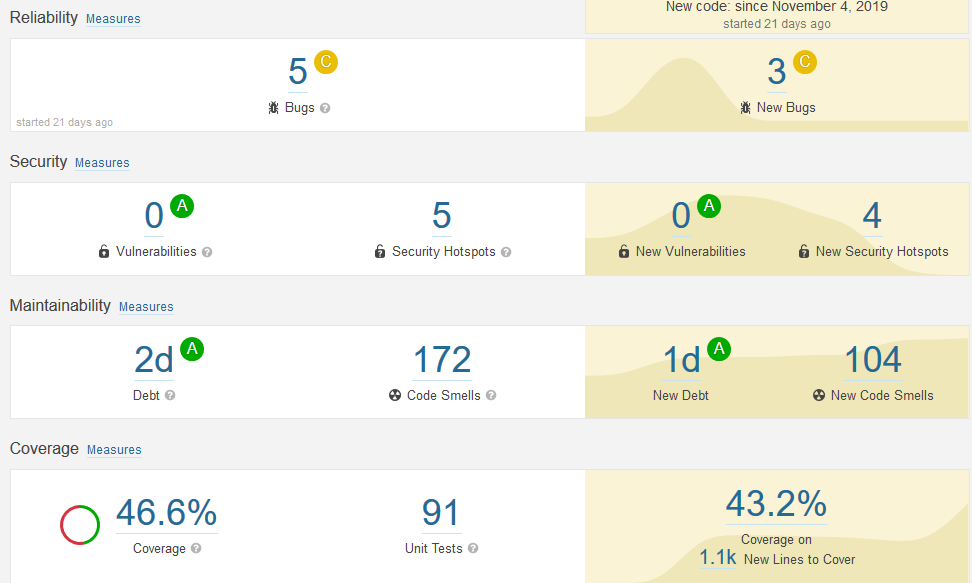 Reliability Measures
New code: since November 4, 2019
started 21 days ago
5 C
Bugs ?
started 21 days ago
3 C
New Bugs
Security Measures
0 A
Vulnerabilities ?
5
Security Hotspots ?
0 A
New Vulnerabilities
4
New Security Hotspots
Maintainability Measures
2d A
Debt ?
172
Code Smells ?
1d A
New Debt
104
New Code Smells
Coverage Measures
46.6%
Coverage ?
91
Unit Tests ?
43.2%
Coverage on
1.1k New Lines to Cover